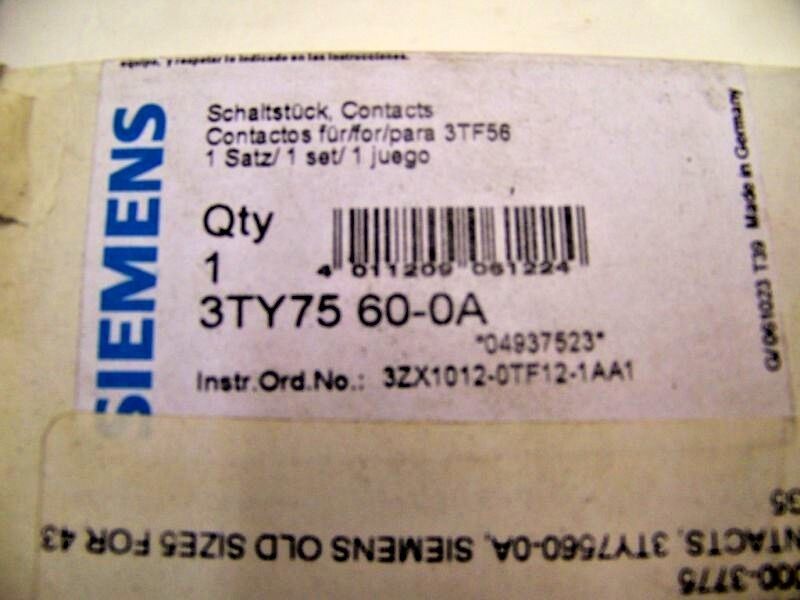 equipo, y respetar lo indicado en las instrucciones.
SIEMENS
Schaltstück, Contacts
Contactos für/for/para 3TF56
1 Satz/ 1 set/ 1 juego
Qty
1
4 011209 061224
3TY75 60-0A
*04937523*
Instr.Ord.No.: 3ZX1012-0TF12-1AA1
G/061023 T39 Made in Germany
000-3775
NTACTS, 3TY7560-0A, SIEMENS OLD SIZES FOR 43